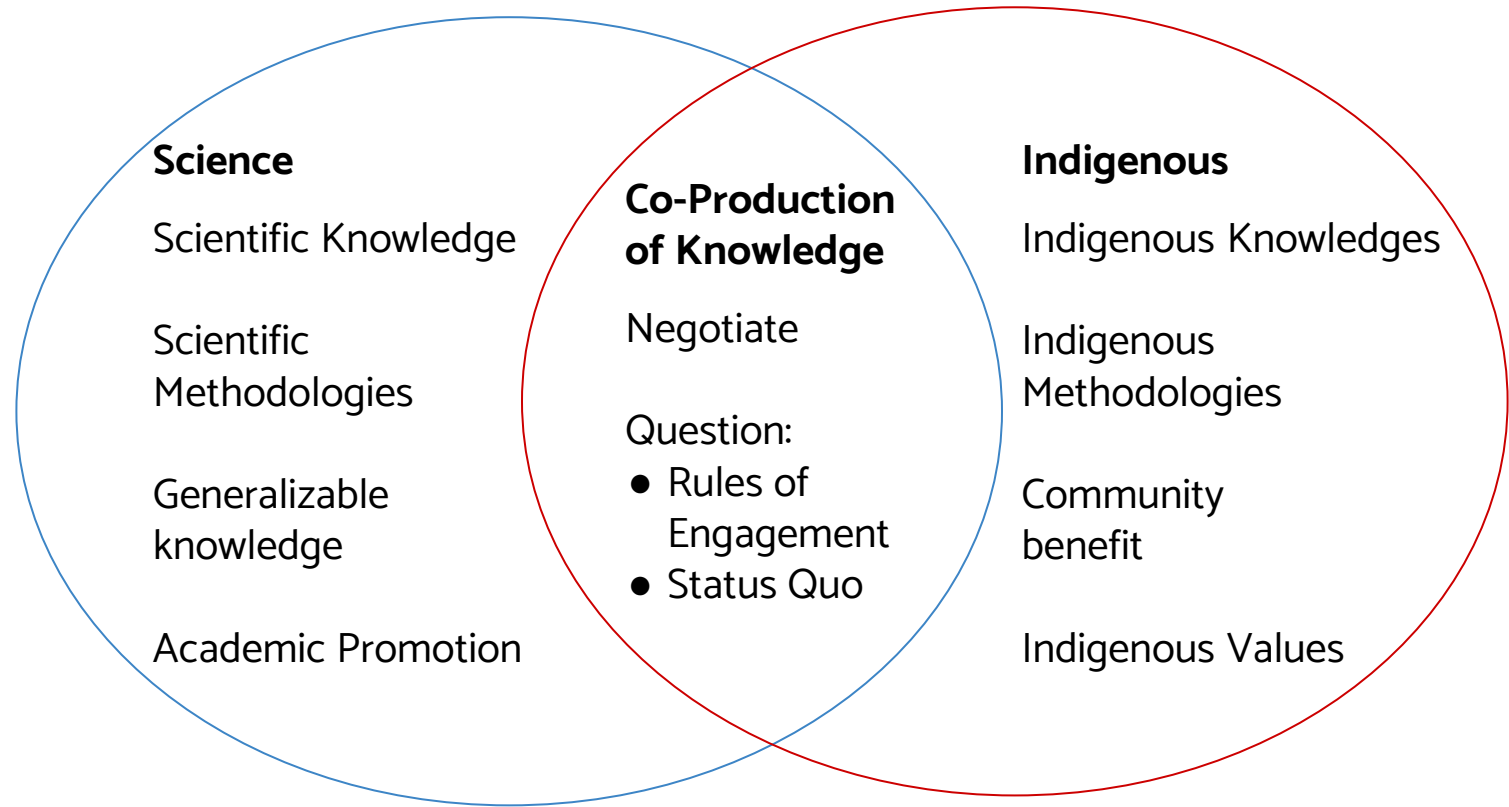 Science
Scientific Knowledge
Scientific
Methodologies
Generalizable
knowledge
Academic Promotion
Co-Production
of Knowledge
Negotiate
Question:
● Rules of
Engagement
● Status Quo
Indigenous
Indigenous Knowledges
Indigenous
Methodologies
Community
benefit
Indigenous Values